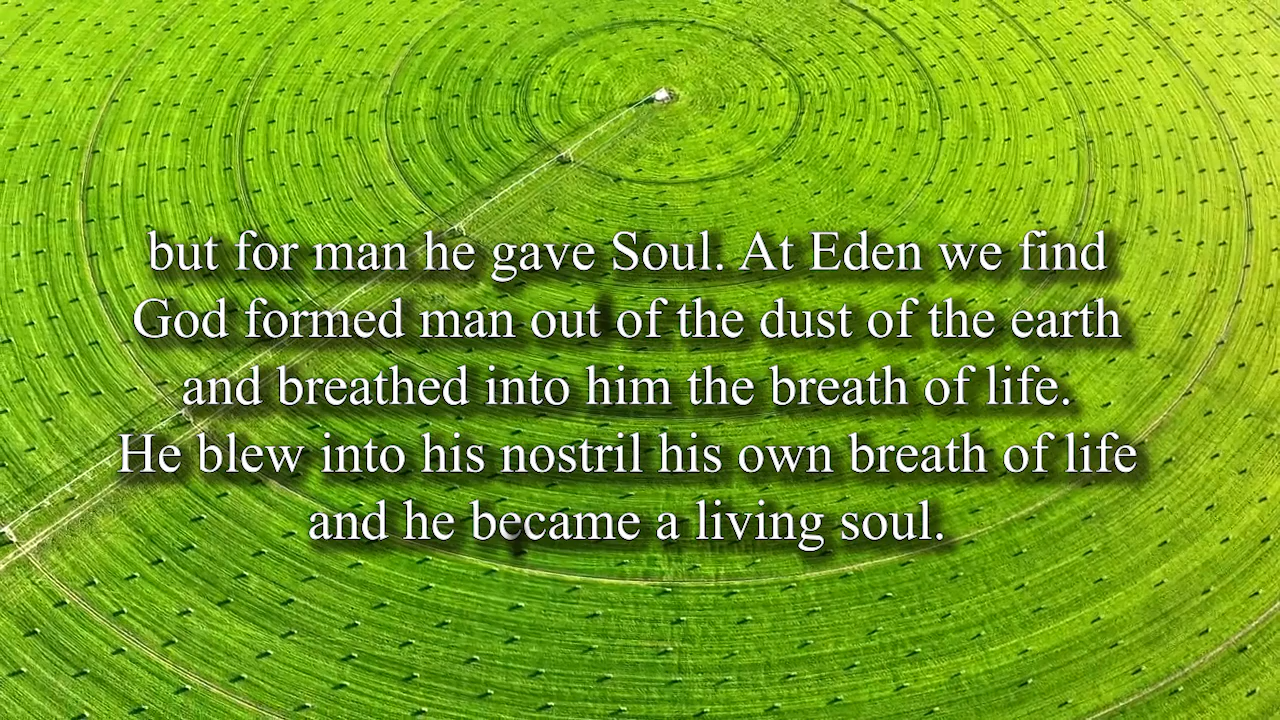 but for man he gave Soul. At Eden we find
God formed man out of the dust of the earth
and breathed into him the breath of life.
He blew into his nostril his own breath of life
and he became a living soul.